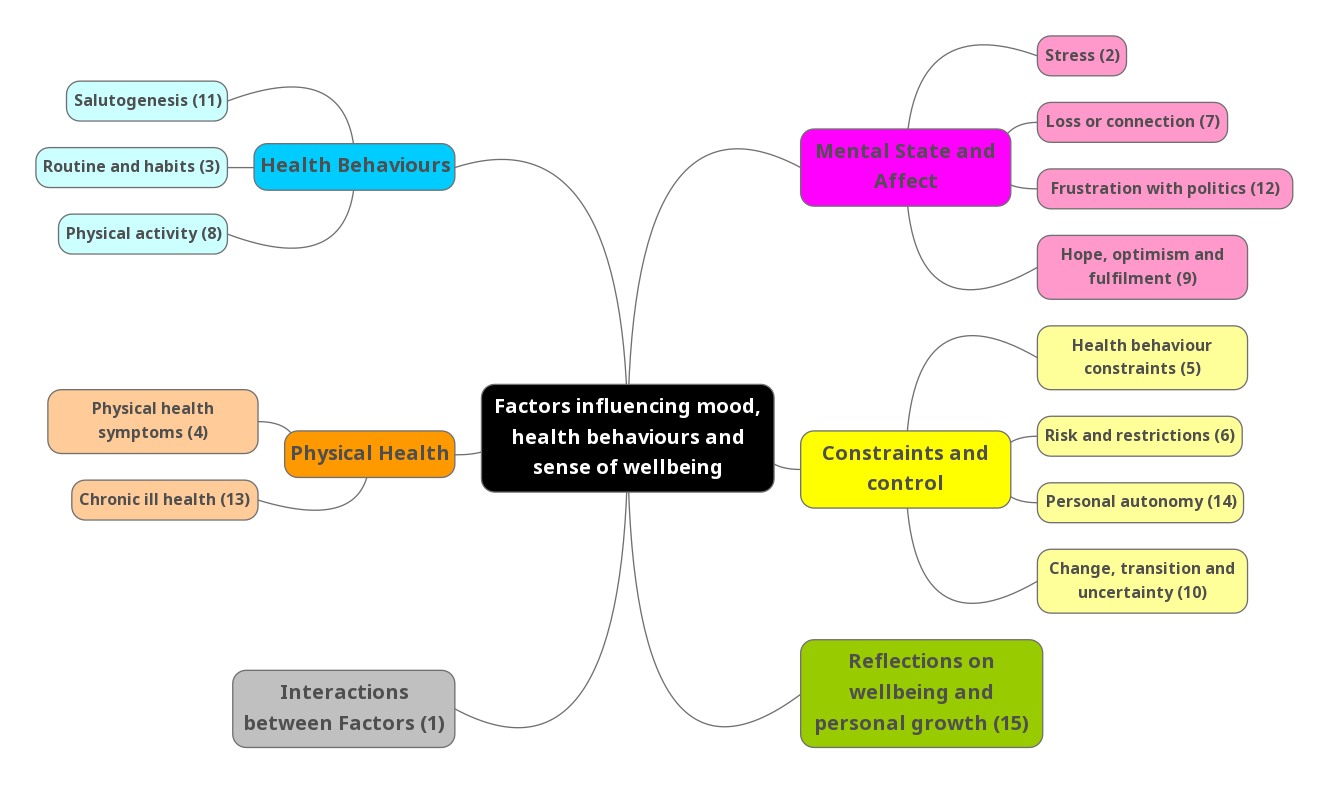 Factors influencing mood,
health behaviours and
sense of wellbeing
Health Behaviours
Salutogenesis (11)
Routine and habits (3)
Physical activity (8)
Physical Health
Physical health
symptoms (4)
Chronic ill health (13)
Interactions
between Factors (1)
Mental State and
Affect
Stress (2)
Loss or connection (7)
Frustration with politics (12)
Hope, optimism and
fulfilment (9)
Constraints and
control
Health behaviour
constraints (5)
Risk and restrictions (6)
Personal autonomy (14)
Change, transition and
uncertainty (10)
Reflections on
wellbeing and
personal growth (15)